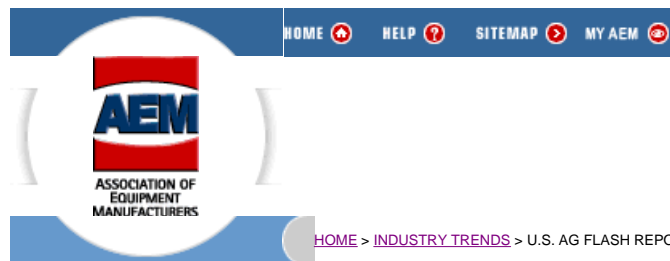 HOME HELP SITEMAP MY AEM
AEM
ASSOCIATION OF
EQUIPMENT
MANUFACTURERS
HOME > INDUSTRY TRENDS > U.S. AG FLASH REPO